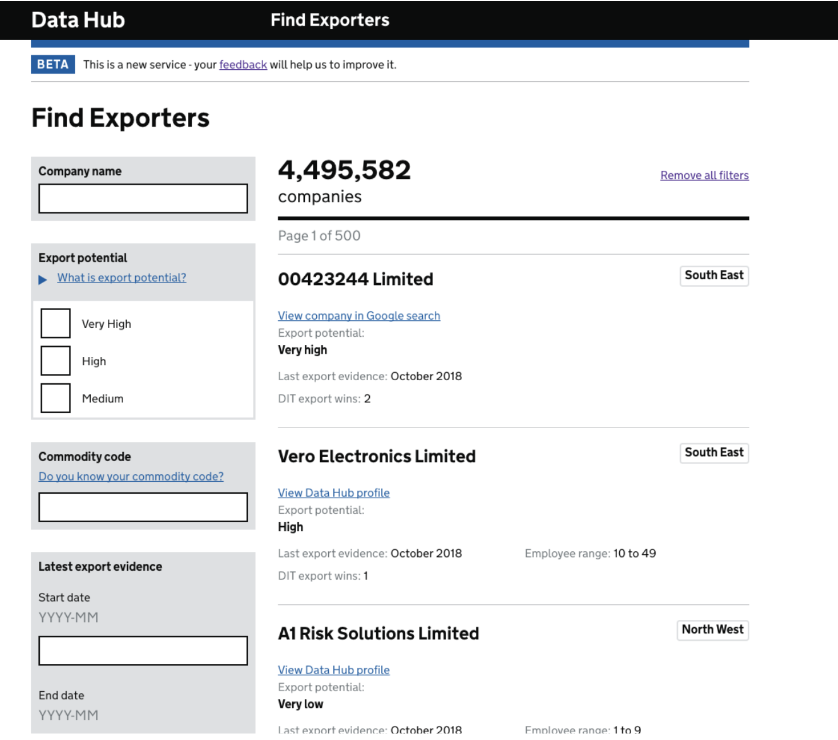 Data Hub
Find Exporters
BETA This is a new service - your feedback will help us to improve it.
Find Exporters
Company name
Export potential
What is export potential?
Very High
High
Medium
Commodity code
Do you know your commodity code?
Latest export evidence
Start date
YYYY-MM
End date
YYYY-MM
4,495,582
companies
Remove all filters
Page 1 of 500
00423244 Limited
South East
View company in Google search
Export potential:
Very high
Last export evidence: October 2018
DIT export wins: 2
Vero Electronics Limited
South East
View Data Hub profile
Export potential:
High
Last export evidence: October 2018
Employee range: 10 to 49
DIT export wins: 1
A1 Risk Solutions Limited
North West
View Data Hub profile
Export potential:
Very low
Last export evidence: October 2018
Employee range: 1 to 9